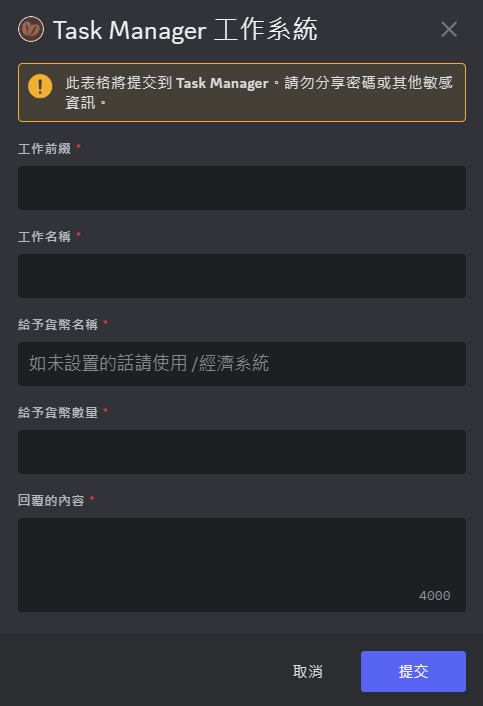 Task Manager 工作系統
此表格將提交到 Task Manager。請勿分享密碼或其他敏感
資訊。
工作前綴 *
工作名稱 *
給予貨幣名稱 *
如未設置的話請使用 /經濟系統
給予貨幣數量 *
回覆的內容 *
4000
取消
提交